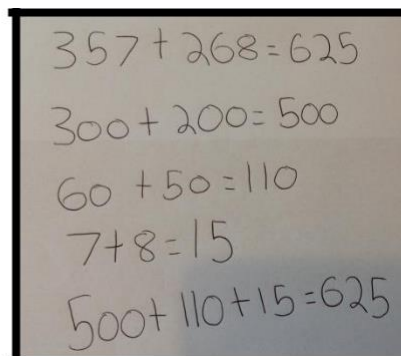 357 + 268 = 625
300 + 200 = 500
60 + 50 = 110
7 + 8 = 15
500 + 110 + 15 = 625